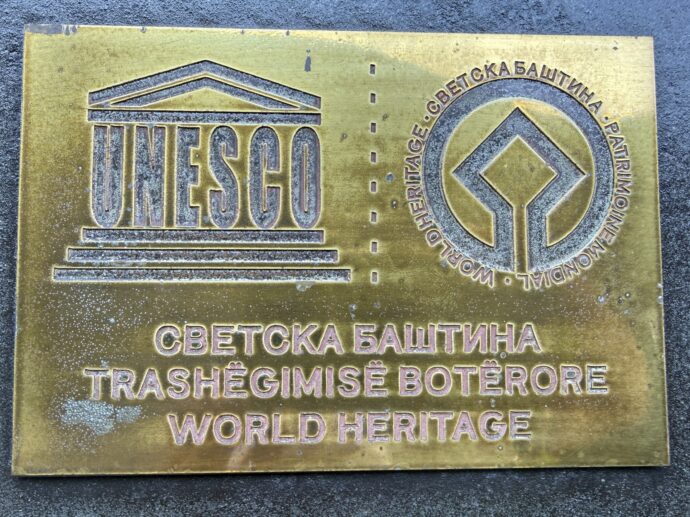 UNESCO
WORLD HERITAGE · СВЕТСКА БАШТИНА · PATRIMOINE MONDIAL ·
СВЕТСКА БАШТИНА
TRASHËGIMISË BOTËRORE
WORLD HERITAGE